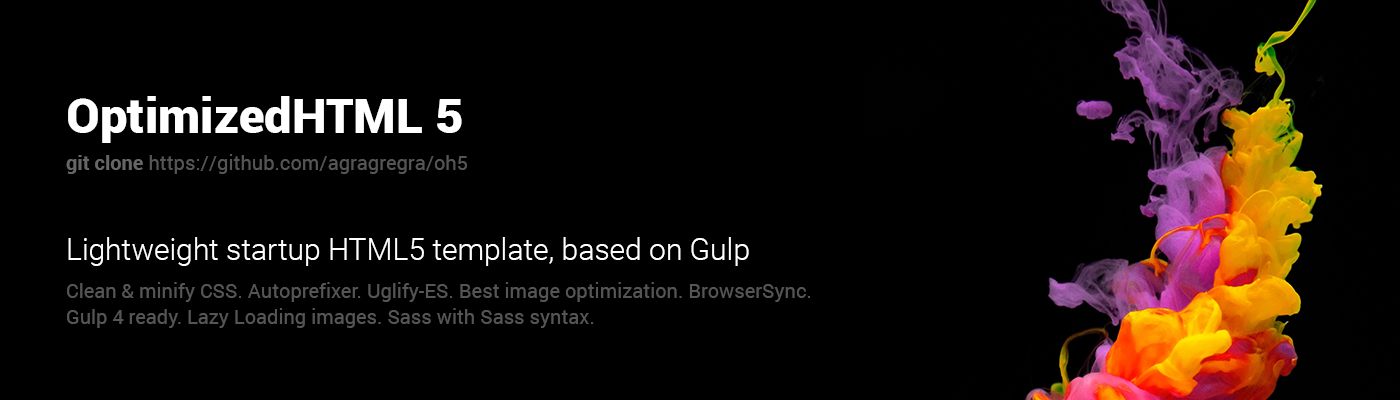 OptimizedHTML 5
git clone https://github.com/agragregra/oh5
Lightweight startup HTML5 template, based on Gulp
Clean & minify CSS. Autoprefixer. Uglify-ES. Best image optimization. BrowserSync.
Gulp 4 ready. Lazy Loading images. Sass with Sass syntax.